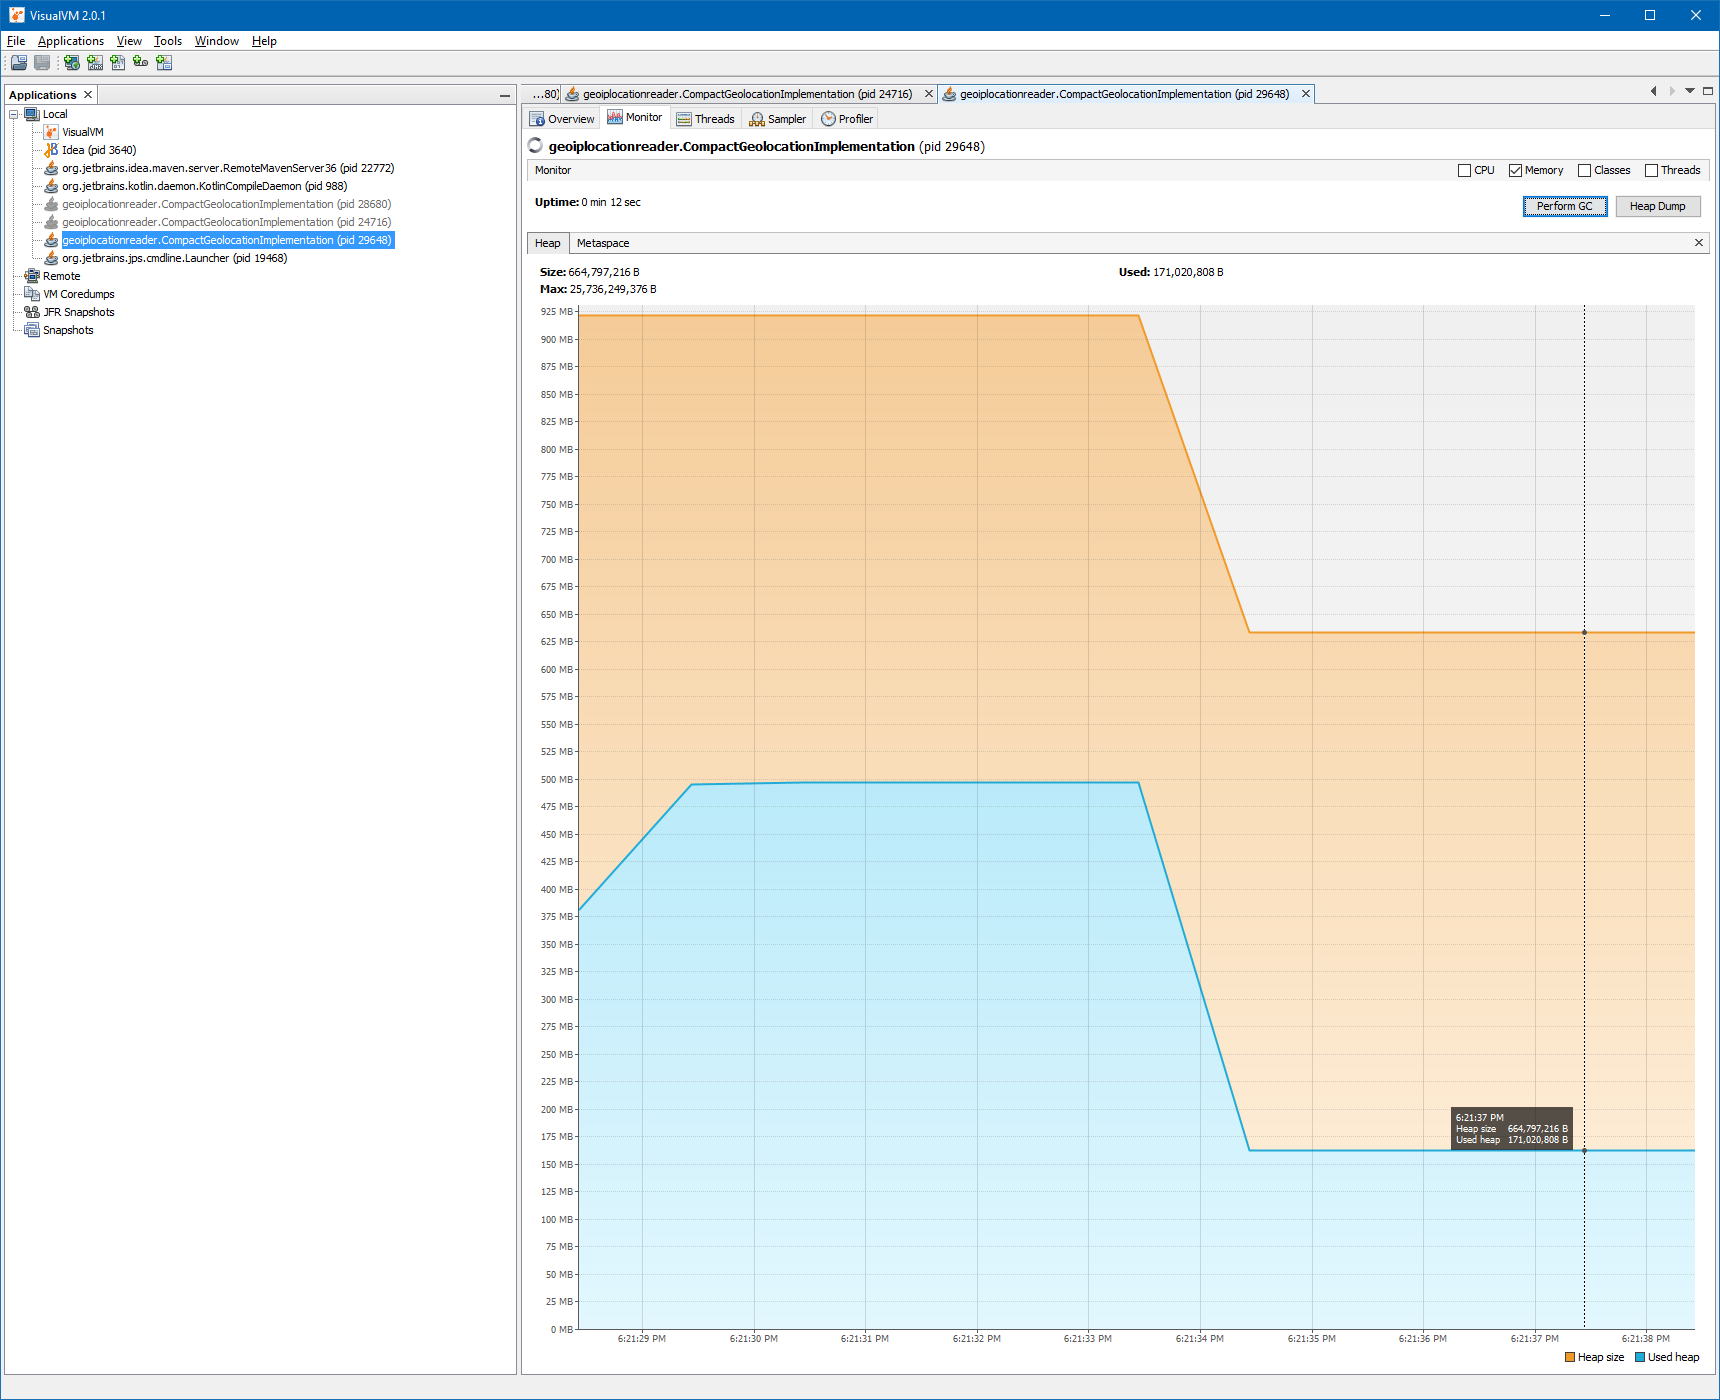 VisualVM 2.0.1
File Applications View Tools Window Help
Applications
Local
VisualVM
Idea (pid 3640)
org.jetbrains.idea.maven.server.RemoteMavenServer36 (pid 22772)
org.jetbrains.kotlin.daemon.KotlinCompileDaemon (pid 988)
geoiplocationreader.CompactGeolocationImplementation (pid 28680)
geoiplocationreader.CompactGeolocationImplementation (pid 24716)
geoiplocationreader.CompactGeolocationImplementation (pid 29648)
org.jetbrains.jps.cmdline.Launcher (pid 19468)
Remote
VM Coredumps
JFR Snapshots
Snapshots
...80) geoiplocationreader.CompactGeolocationImplementation (pid 24716) geoiplocationreader.CompactGeolocationImplementation (pid 29648)
Overview Monitor Threads Sampler Profiler
geoiplocationreader.CompactGeolocationImplementation (pid 29648)
Monitor CPU Memory Classes Threads
Uptime: 0 min 12 sec
Perform GC Heap Dump
Heap Metaspace
Size: 664,797,216 B Used: 171,020,808 B
Max: 25,736,249,376 B
925 MB
900 MB
875 MB
850 MB
825 MB
800 MB
775 MB
750 MB
725 MB
700 MB
675 MB
650 MB
625 MB
600 MB
575 MB
550 MB
525 MB
500 MB
475 MB
450 MB
425 MB
400 MB
375 MB
350 MB
325 MB
300 MB
275 MB
250 MB
225 MB
200 MB
175 MB
150 MB
125 MB
100 MB
75 MB
50 MB
25 MB
0 MB
6:21:37 PM
Heap size 664,797,216 B
Used heap 171,020,808 B
6:21:29 PM 6:21:30 PM 6:21:31 PM 6:21:32 PM 6:21:33 PM 6:21:34 PM 6:21:35 PM 6:21:36 PM 6:21:37 PM 6:21:38 PM
Heap size Used heap